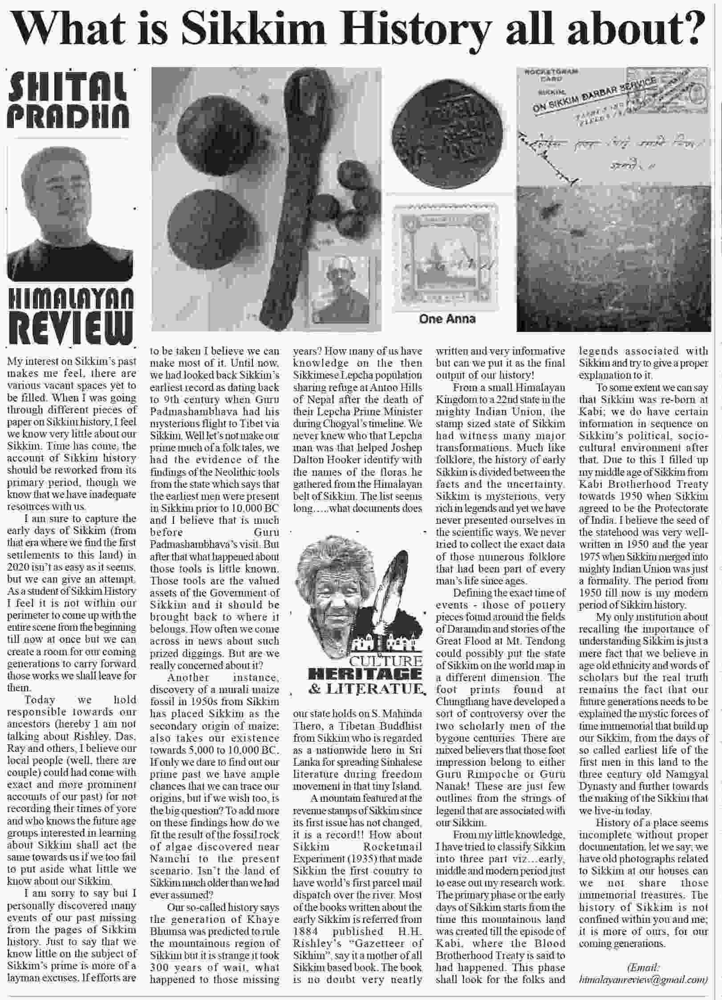 What is Sikkim History all about?
SHITAL
PRADHN
HIMALAYAN
REVIEW
ROCKETGRAM
CARD
SIKKIM
ON SIKKIM DARBAR SERVICE
One Anna
My interest on Sikkim's past
makes me feel, there are
various vacant spaces yet to
be filled. When I was going
through different pieces of
paper on Sikkim history, I feel
we know very little about our
Sikkim. Time has come, the
account of Sikkim history
should be reworked from its
primary period, though we
know that we have inadequate
resources with us.
I am sure to capture the
early days of Sikkim (from
that era where we find the first
settlements to this land) in
2020 isn't as easy as it seems,
but we can give an attempt.
As a student of Sikkim History
I feel it is not within our
perimeter to come up with the
entire scene from the beginning
till now at once but we can
create a room for our coming
generations to carry forward
those works we shall leave for
them.
Today we hold
responsible towards our
ancestors (hereby I am not
talking about Rishley, Das,
Ray and others, I believe our
local people (well, there are
couple) could had come with
exact and more prominent
accounts of our past) for not
recording their times of yore
and who knows the future age
groups interested in learning
about Sikkim shall act the
same towards us if we too fail
to put aside what little we
know about our Sikkim.
I am sorry to say but I
personally discovered many
events of our past missing
from the pages of Sikkim
history. Just to say that we
know little on the subject of
Sikkim's prime is more of a
layman excuses. If efforts are
to be taken I believe we can
make most of it. Until now,
we had looked back Sikkim's
earliest record as dating back
to 9th century when Guru
Padmashambhava had his
mysterious flight to Tibet via
Sikkim. Well let's not make our
prime much of a folk tales, we
had the evidence of the
findings of the Neolithic tools
from the state which says that
the earliest men were present
in Sikkim prior to 10,000 BC
and I believe that is much
before Guru
Padmashambhava's visit. But
after that what happened about
those tools is little known.
Those tools are the valued
assets of the Government of
Sikkim and it should be
brought back to where it
belongs. How often we come
across in news about such
prized diggings. But are we
really concerned about it?
Another instance,
discovery of a murali maize
fossil in 1950s from Sikkim
has placed Sikkim as the
secondary origin of maize;
also takes our existence
towards 5,000 to 10,000 BC.
If only we dare to find out our
prime past we have ample
chances that we can trace our
origins, but if we wish too, is
the big question? To add more
on these findings how do we
fit the result of the fossil rock
of algae discovered near
Namchi to the present
scenario. Isn't the land of
Sikkim much older than we had
ever assumed?
Our so-called history says
the generation of Khaye
Bhumsa was predicted to rule
the mountainous region of
Sikkim but it is strange it took
300 years of wait, what
happened to those missing
years? How many of us have
knowledge on the then
Sikkimese Lepcha population
sharing refuge at Antoo Hills
of Nepal after the death of
their Lepcha Prime Minister
during Chogyal's timeline. We
never knew who that Lepcha
man was that helped Joshep
Dalton Hooker identify with
the names of the floras he
gathered from the Himalayan
belt of Sikkim. The list seems
long.....what documents does
CULTURE
HERITAGE
& LITERATUE
our state holds on S. Mahinda
Thero, a Tibetan Buddhist
from Sikkim who is regarded
as a nationwide hero in Sri
Lanka for spreading Sinhalese
literature during freedom
movement in that tiny Island.
A mountain featured at the
revenue stamps of Sikkim since
its first issue has not changed,
it is a record!! How about
Sikkim Rocketmail
Experiment (1935) that made
Sikkim the first country to
have world's first parcel mail
dispatch over the river. Most
of the books written about the
early Sikkim is referred from
1884 published H.H.
Rishley's "Gazetteer of
Sikhim", say it a mother of all
Sikkim based book. The book
is no doubt very neatly
written and very informative
but can we put it as the final
output of our history!
From a small Himalayan
Kingdom to a 22nd state in the
mighty Indian Union, the
stamp sized state of Sikkim
had witness many major
transformations. Much like
folklore, the history of early
Sikkim is divided between the
facts and the uncertainty.
Sikkim is mysterious, very
rich in legends and yet we have
never presented ourselves in
the scientific ways. We never
tried to collect the exact data
of those numerous folklore
that had been part of every
man's life since ages.
Defining the exact time of
events - those of pottery
pieces found around the fields
of Daramdin and stories of the
Great Flood at Mt. Tendong
could possibly put the state
of Sikkim on the world map in
a different dimension. The
foot prints found at
Chungthang have developed a
sort of controversy over the
two scholarly men of the
bygone centuries. There are
mixed believers that those foot
impression belong to either
Guru Rimpoche or Guru
Nanak! These are just few
outlines from the strings of
legend that are associated with
our Sikkim.
From my little knowledge,
I have tried to classify Sikkim
into three part viz...early,
middle and modern period just
to ease out my research work.
The primary phase or the early
days of Sikkim starts from the
time this mountainous land
was created till the episode of
Kabi, where the Blood
Brotherhood Treaty is said to
had happened. This phase
shall look for the folks and
legends associated with
Sikkim and try to give a proper
explanation to it.
To some extent we can say
that Sikkim was re-born at
Kabi; we do have certain
information in sequence on
Sikkim's political, socio-
cultural environment after
that. Due to this I filled up
my middle age of Sikkim from
Kabi Brotherhood Treaty
towards 1950 when Sikkim
agreed to be the Protectorate
of India. I believe the seed of
the statehood was very well-
written in 1950 and the year
1975 when Sikkim merged into
mighty Indian Union was just
a formality. The period from
1950 till now is my modern
period of Sikkim history.
My only institution about
recalling the importance of
understanding Sikkim is just a
mere fact that we believe in
age old ethnicity and words of
scholars but the real truth
remains the fact that our
future generations needs to be
explained the mystic forces of
time immemorial that build up
our Sikkim, from the days of
so called earliest life of the
first men in this land to the
three century old Namgyal
Dynasty and further towards
the making of the Sikkim that
we live-in today.
History of a place seems
incomplete without proper
documentation, let we say; we
have old photographs related
to Sikkim at our houses can
we not share those
immemorial treasures. The
history of Sikkim is not
confined within you and me;
it is more of ours, for our
coming generations.
(Email:
himalayanreview@gmail.com)